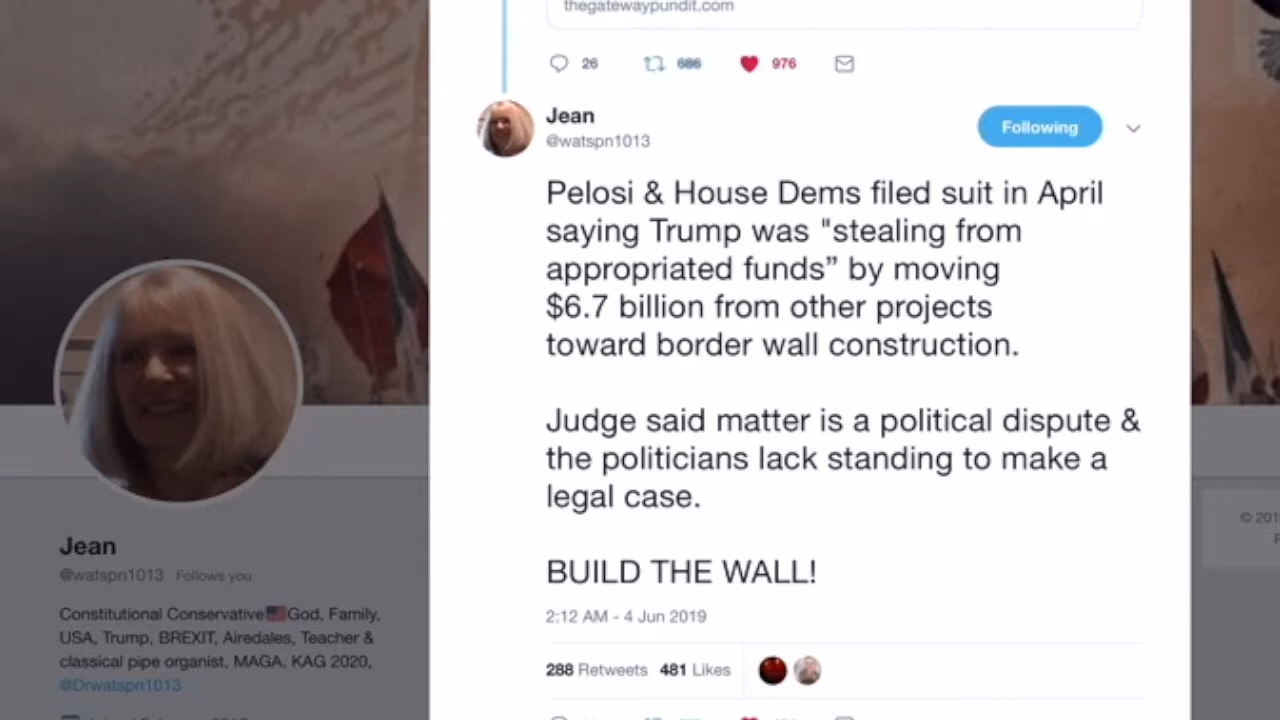 thegatewaypundit.com
26 686 976
Jean
@watspn1013
Following
Pelosi & House Dems filed suit in April
saying Trump was "stealing from
appropriated funds” by moving
$6.7 billion from other projects
toward border wall construction.
Judge said matter is a political dispute &
the politicians lack standing to make a
legal case.
BUILD THE WALL!
2:12 AM - 4 Jun 2019
288 Retweets 481 Likes
Jean
@watspn1013 Follows you
Constitutional Conservative🇺🇸God, Family,
USA, Trump, BREXIT, Airedales, Teacher &
classical pipe organist, MAGA, KAG 2020,
@Drwatspn1013
© 201